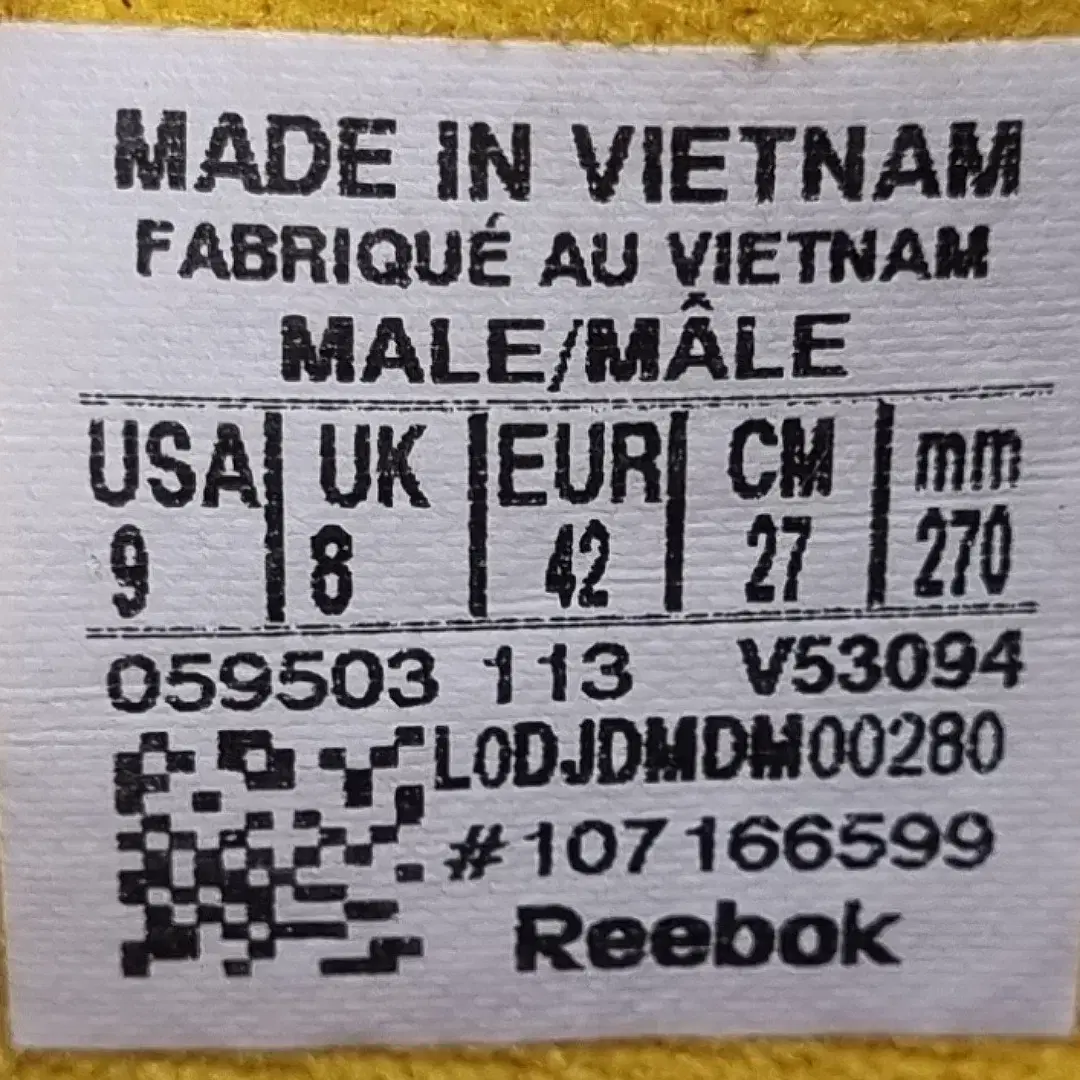 MADE IN VIETNAM
FABRIQUÉ AU VIETNAM
MALE/MÂLE
USA UK EUR CM mm
9 8 42 27 270
059503 113 V53094
LODJDMDM00280
#107166599
Reebok